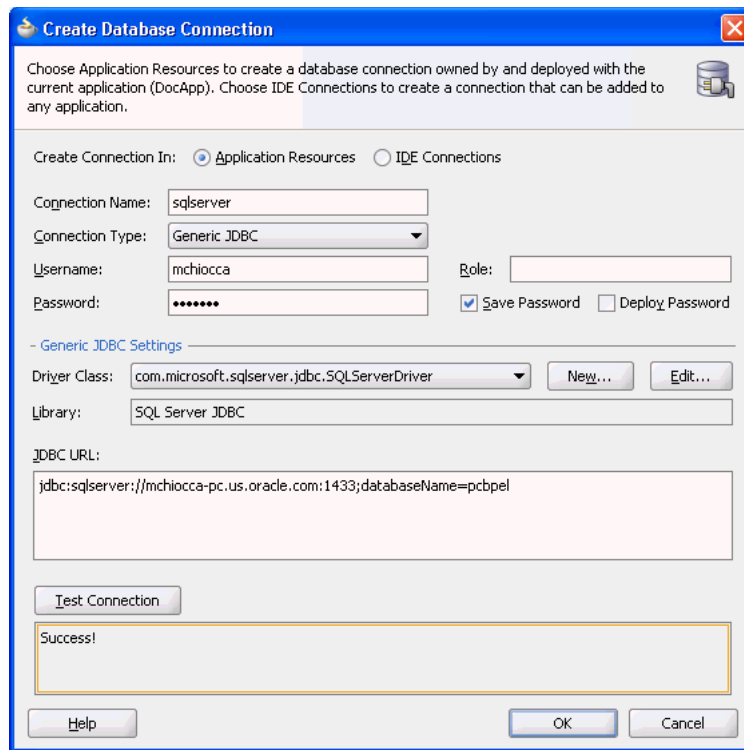 Create Database Connection
Choose Application Resources to create a database connection owned by and deployed with the
current application (DocApp). Choose IDE Connections to create a connection that can be added to
any application.
Create Connection In: Application Resources IDE Connections
Connection Name: sqlserver
Connection Type: Generic JDBC
Username: mchiocca Role:
Password: ••••••• Save Password Deploy Password
- Generic JDBC Settings
Driver Class: com.microsoft.sqlserver.jdbc.SQLServerDriver New... Edit...
Library: SQL Server JDBC
JDBC URL:
jdbc:sqlserver://mchiocca-pc.us.oracle.com:1433;databaseName=pcbpel
Test Connection
Success!
Help OK Cancel